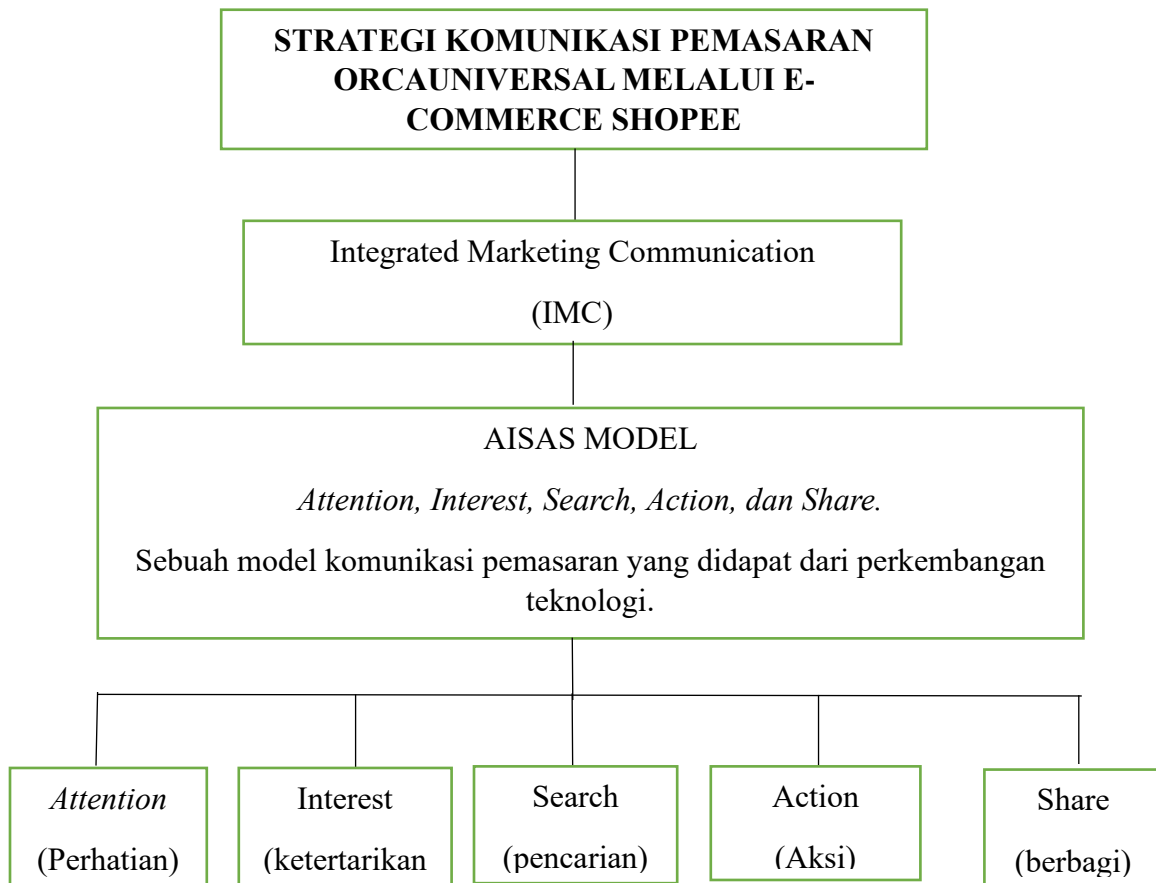 STRATEGI KOMUNIKASI PEMASARAN
ORCAUNIVERSAL MELALUI E-
COMMERCE SHOPEE
Integrated Marketing Communication
(IMC)
AISAS MODEL
Attention, Interest, Search, Action, dan Share.
Sebuah model komunikasi pemasaran yang didapat dari perkembangan
teknologi.
Attention
(Perhatian)
Interest
(ketertarikan
Search
(pencarian)
Action
(Aksi)
Share
(berbagi)